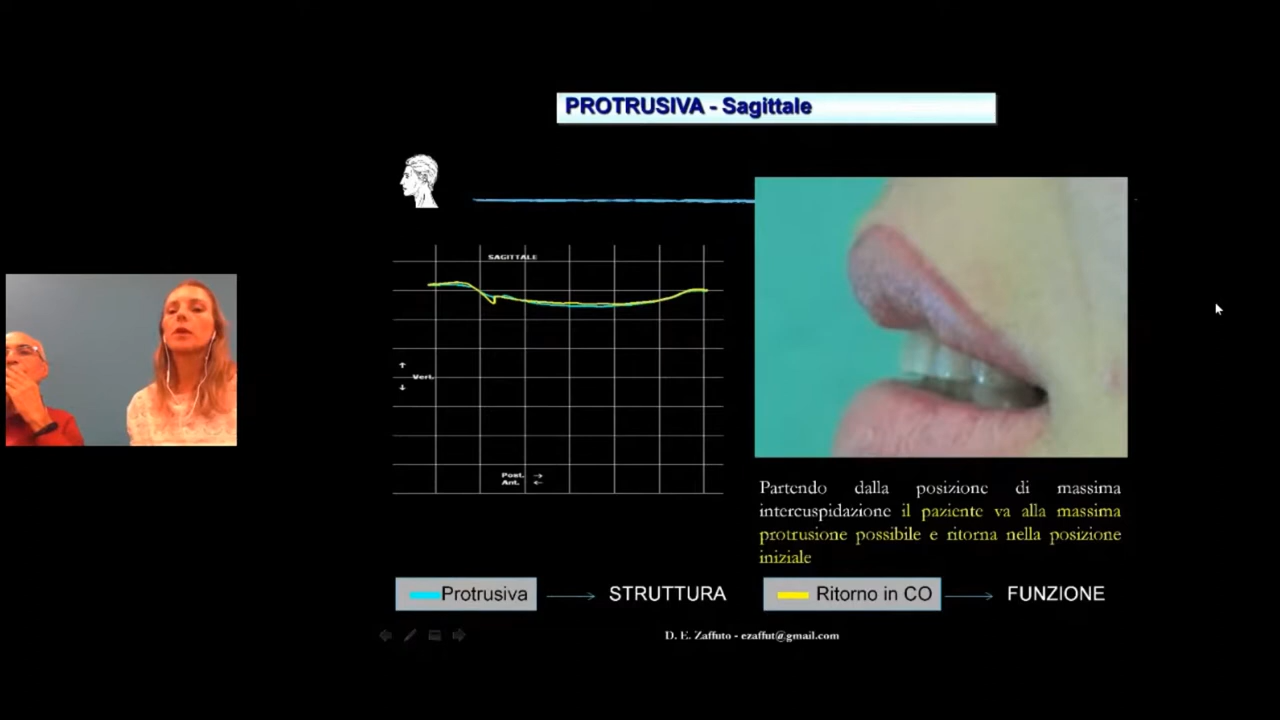 PROTRUSIVA - Sagittale
SAGITTALE
Vert.
Post.
Ant.
Partendo dalla posizione di massima
intercuspidazione il paziente va alla massima
protrusione possibile e ritorna nella posizione
iniziale
Protrusiva
STRUTTURA
Ritorno in CO
FUNZIONE
D. E. Zaffuto - ezaffut@gmail.com